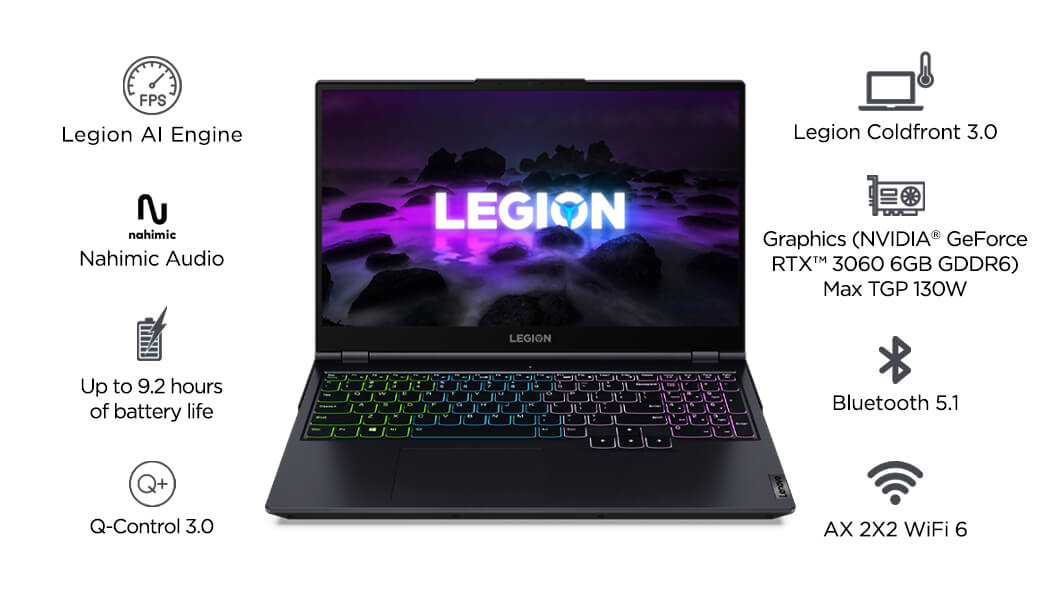 FPS
Legion AI Engine
nahimic
Nahimic Audio
Up to 9.2 hours
of battery life
Q+
Q-Control 3.0
LEGION
LEGION
Lenovo
Legion Coldfront 3.0
Graphics (NVIDIA® GeForce
RTX™ 3060 6GB GDDR6)
Max TGP 130W
Bluetooth 5.1
AX 2X2 WiFi 6